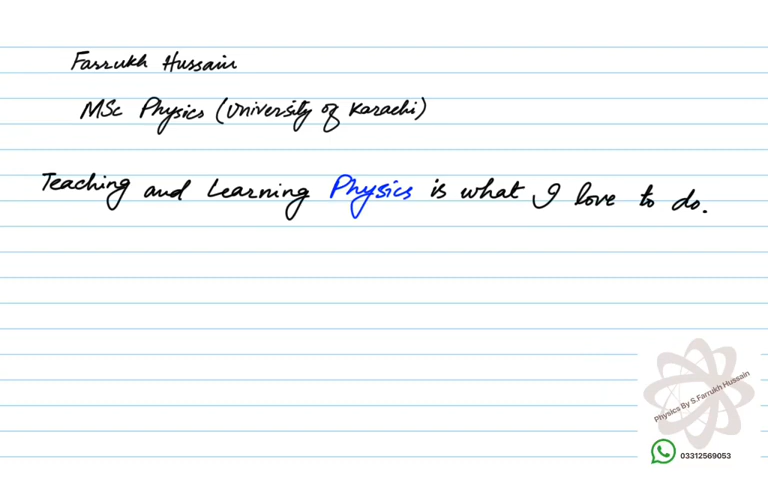 Farrukh Hussain
MSc Physics (University of Karachi)
Teaching and Learning Physics is what I love to do.
Physics By S.Farrukh Hussain
03312569053